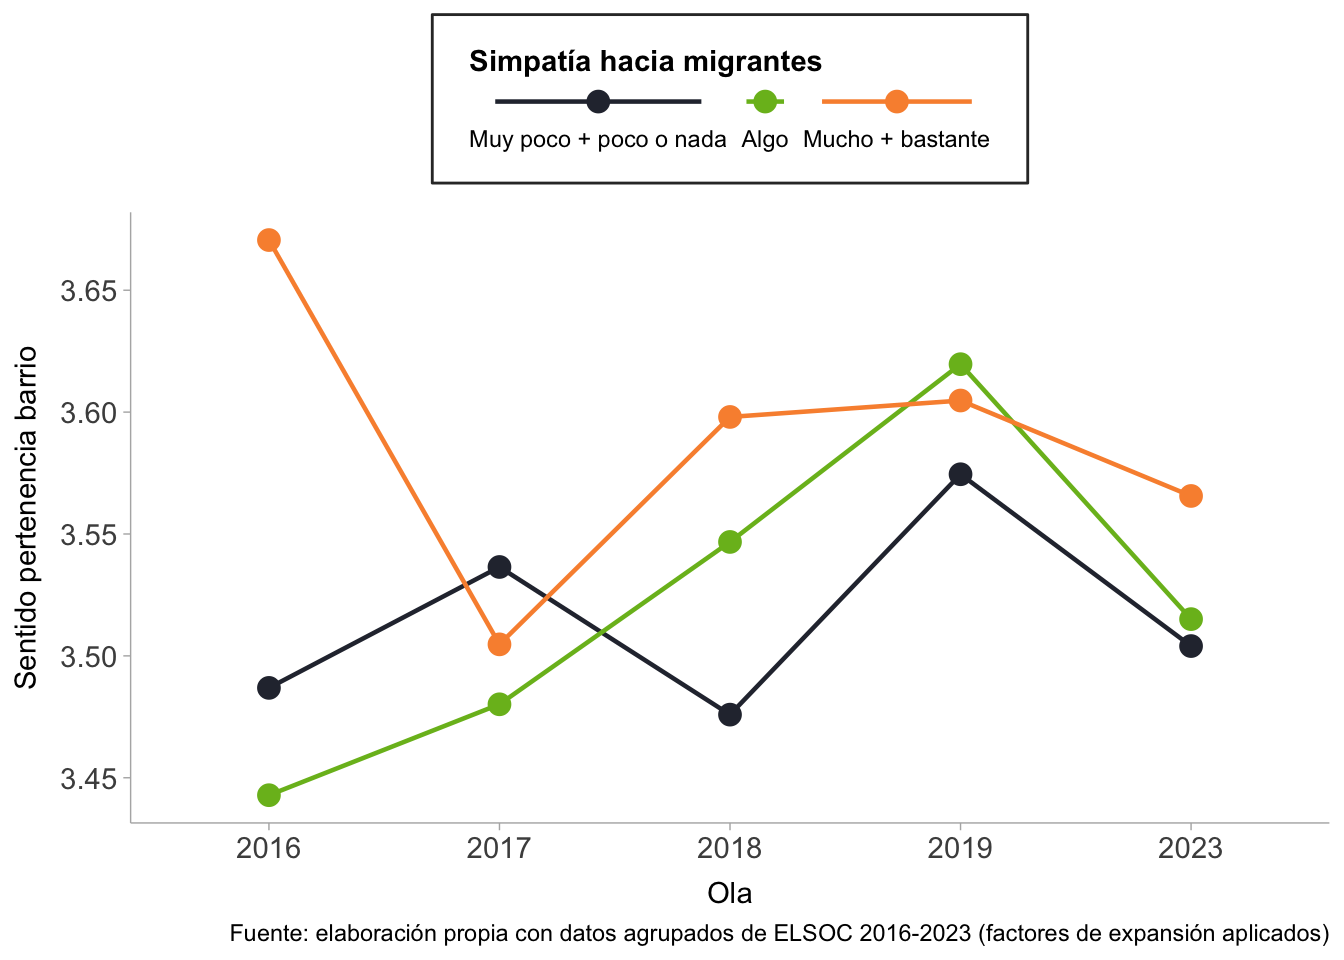 Simpatía hacia migrantes
Muy poco + poco o nada Algo Mucho + bastante
Sentido pertenencia barrio
3.65
3.60
3.55
3.50
3.45
2016 2017 2018 2019 2023
Ola
Fuente: elaboración propia con datos agrupados de ELSOC 2016-2023 (factores de expansión aplicados)